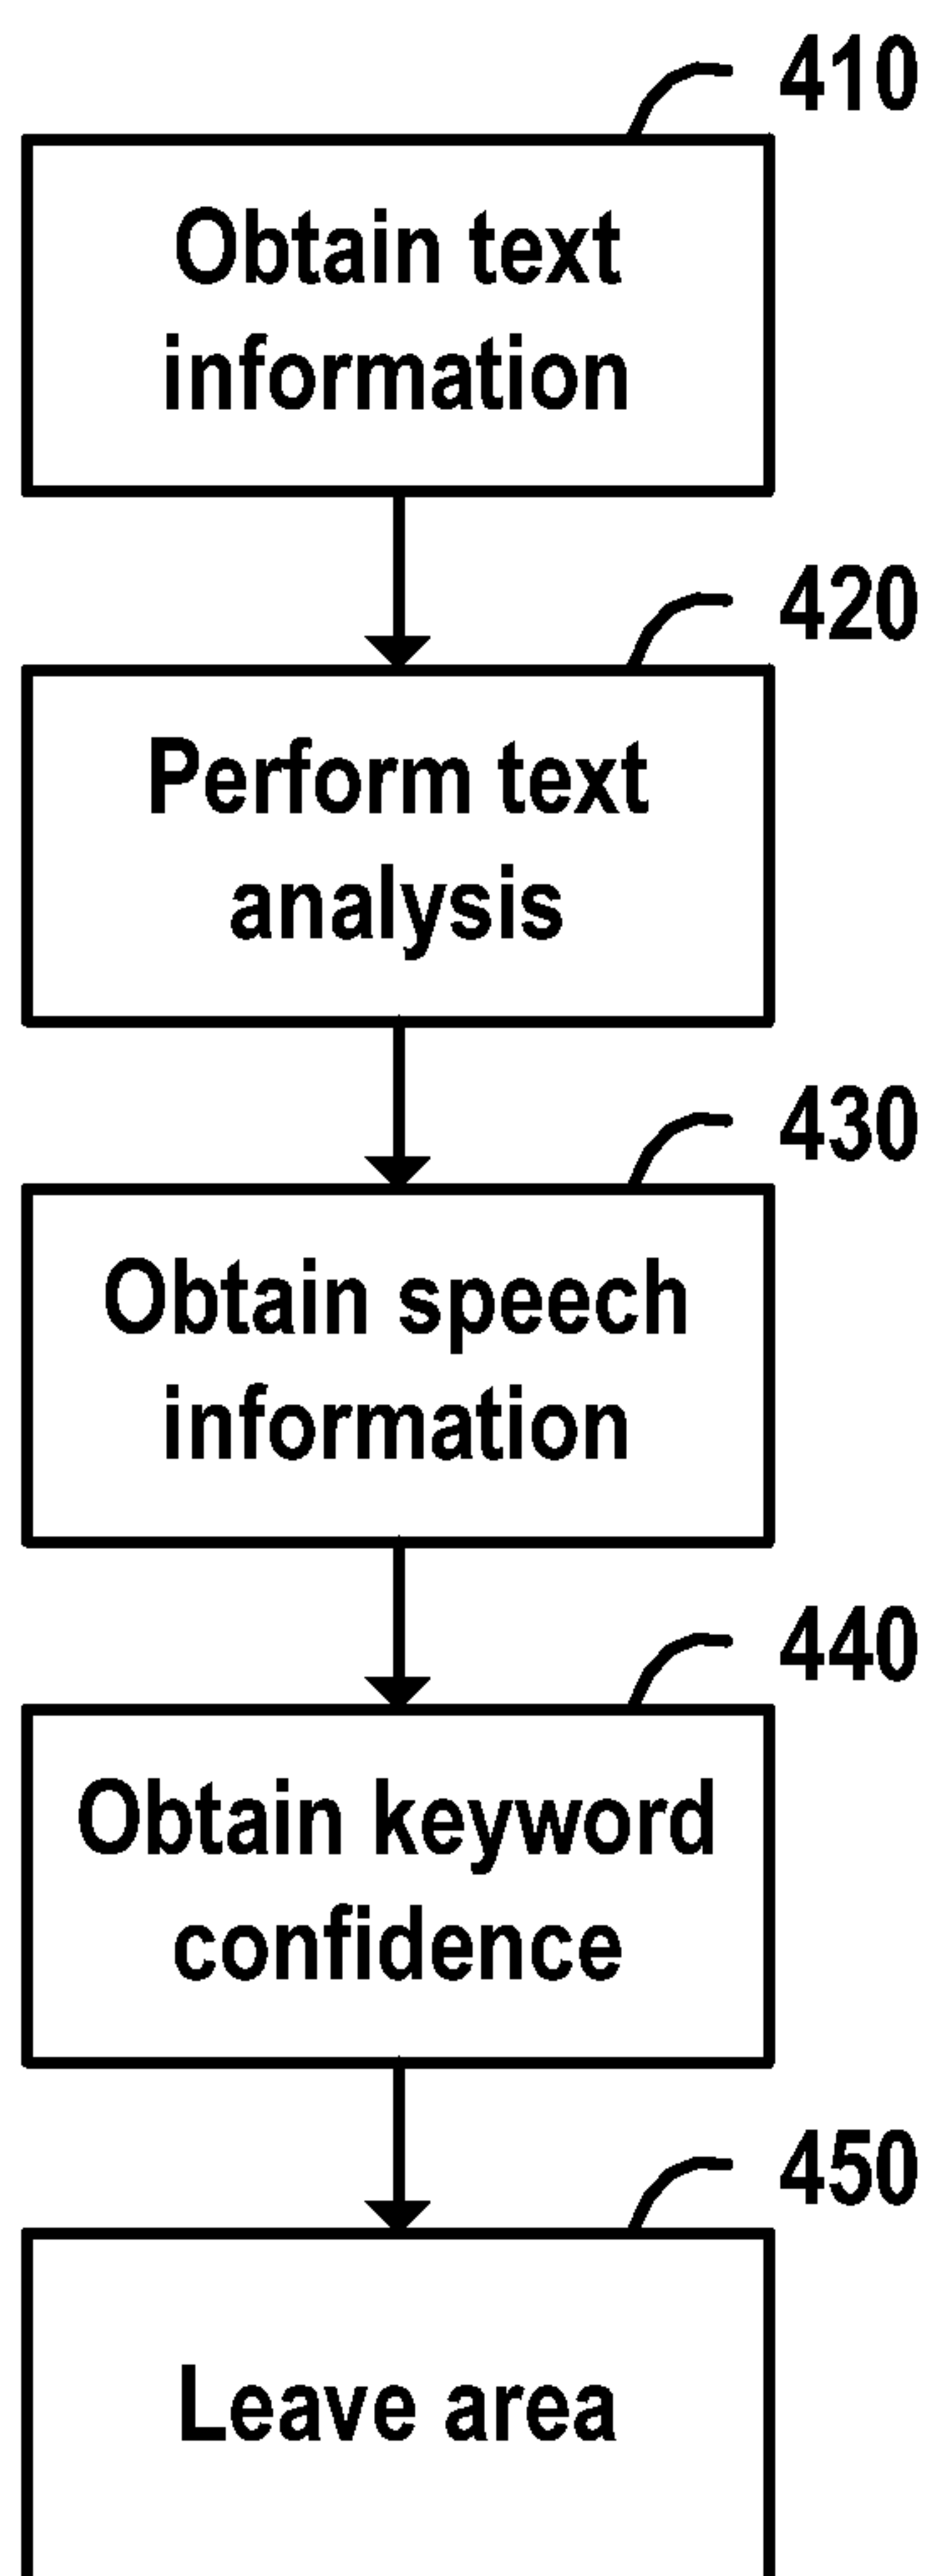 410
Obtain text
information
420
Perform text
analysis
430
Obtain speech
information
440
Obtain keyword
confidence
450
Leave area